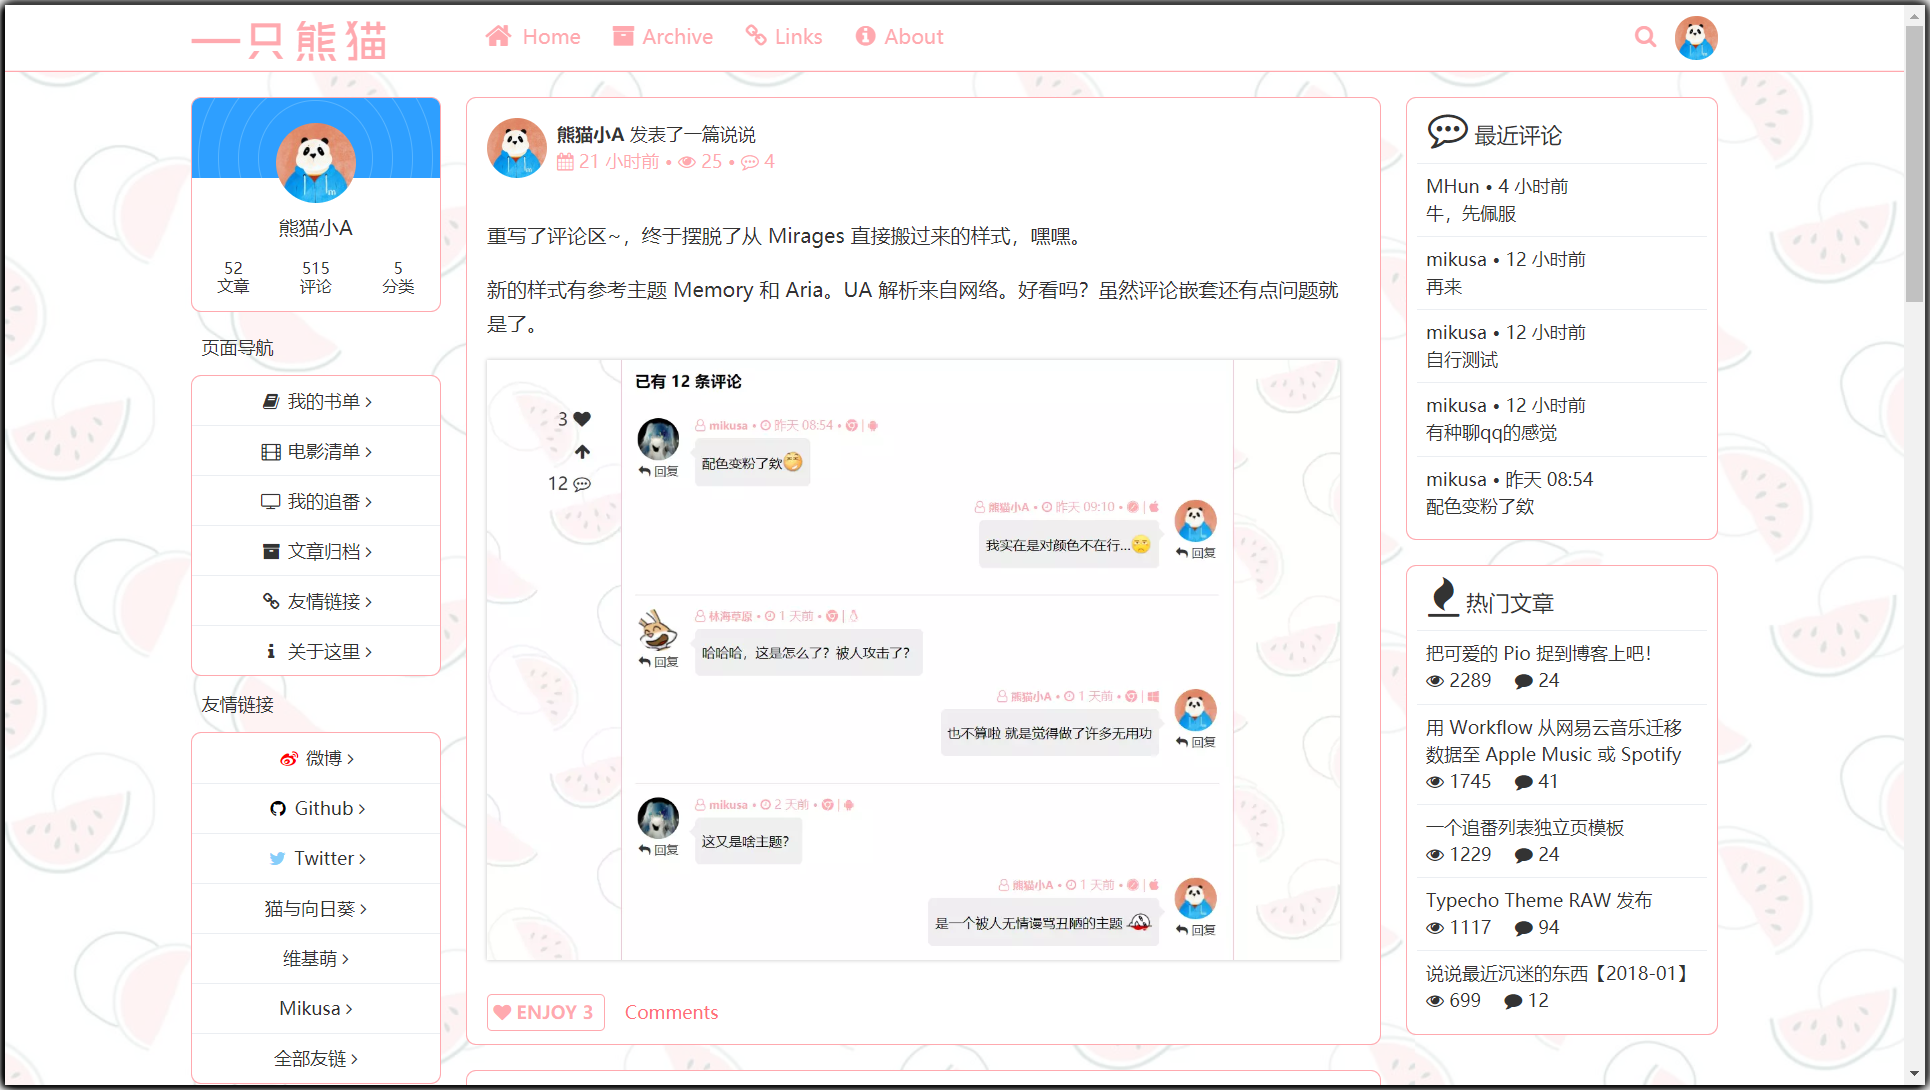 一只熊猫
Home
Archive
Links
About
熊猫小A
52
文章
515
评论
5
分类
页面导航
我的书单
电影清单
我的追番
文章归档
友情链接
关于这里
友情链接
微博
Github
Twitter
猫与向日葵
维基萌
Mikusa
全部友链
熊猫小A 发表了一篇说说
21 小时前 • 25 • 4
重写了评论区~，终于摆脱了从 Mirages 直接搬过来的样式，嘿嘿。
新的样式有参考主题 Memory 和 Aria。UA 解析来自网络。好看吗？虽然评论嵌套还有点问题就
是了。
已有 12 条评论
3
12
mikusa • 昨天 08:54 • |
配色变粉了欸
回复
熊猫小A • 昨天 09:10 • |
我实在是对颜色不在行...
回复
林海草原 • 1 天前 • |
哈哈哈，这是怎么了？被人攻击了？
回复
熊猫小A • 1 天前 • |
也不算啦 就是觉得做了许多无用功
回复
mikusa • 2 天前 • |
这又是啥主题？
回复
熊猫小A • 1 天前 • |
是一个被人无情谩骂丑陋的主题
回复
ENJOY 3
Comments
最近评论
MHun • 4 小时前
牛，先佩服
mikusa • 12 小时前
再来
mikusa • 12 小时前
自行测试
mikusa • 12 小时前
有种聊qq的感觉
mikusa • 昨天 08:54
配色变粉了欸
热门文章
把可爱的 Pio 捉到博客上吧！
2289 24
用 Workflow 从网易云音乐迁移
数据至 Apple Music 或 Spotify
1745 41
一个追番列表独立页模板
1229 24
Typecho Theme RAW 发布
1117 94
说说最近沉迷的东西【2018-01】
699 12